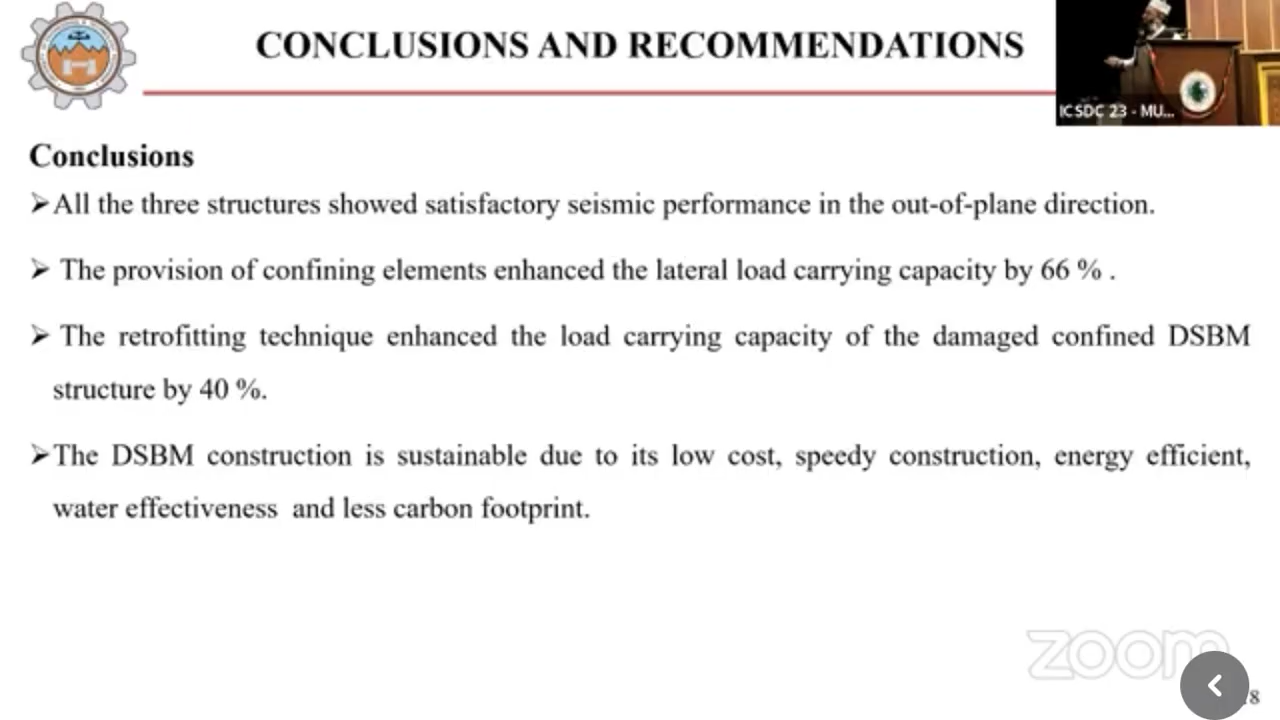 CONCLUSIONS AND RECOMMENDATIONS
ICSDC 23 - MU...
Conclusions
➤All the three structures showed satisfactory seismic performance in the out-of-plane direction.
➤ The provision of confining elements enhanced the lateral load carrying capacity by 66 % .
➤ The retrofitting technique enhanced the load carrying capacity of the damaged confined DSBM
structure by 40 %.
➤The DSBM construction is sustainable due to its low cost, speedy construction, energy efficient,
water effectiveness and less carbon footprint.
zoom
8